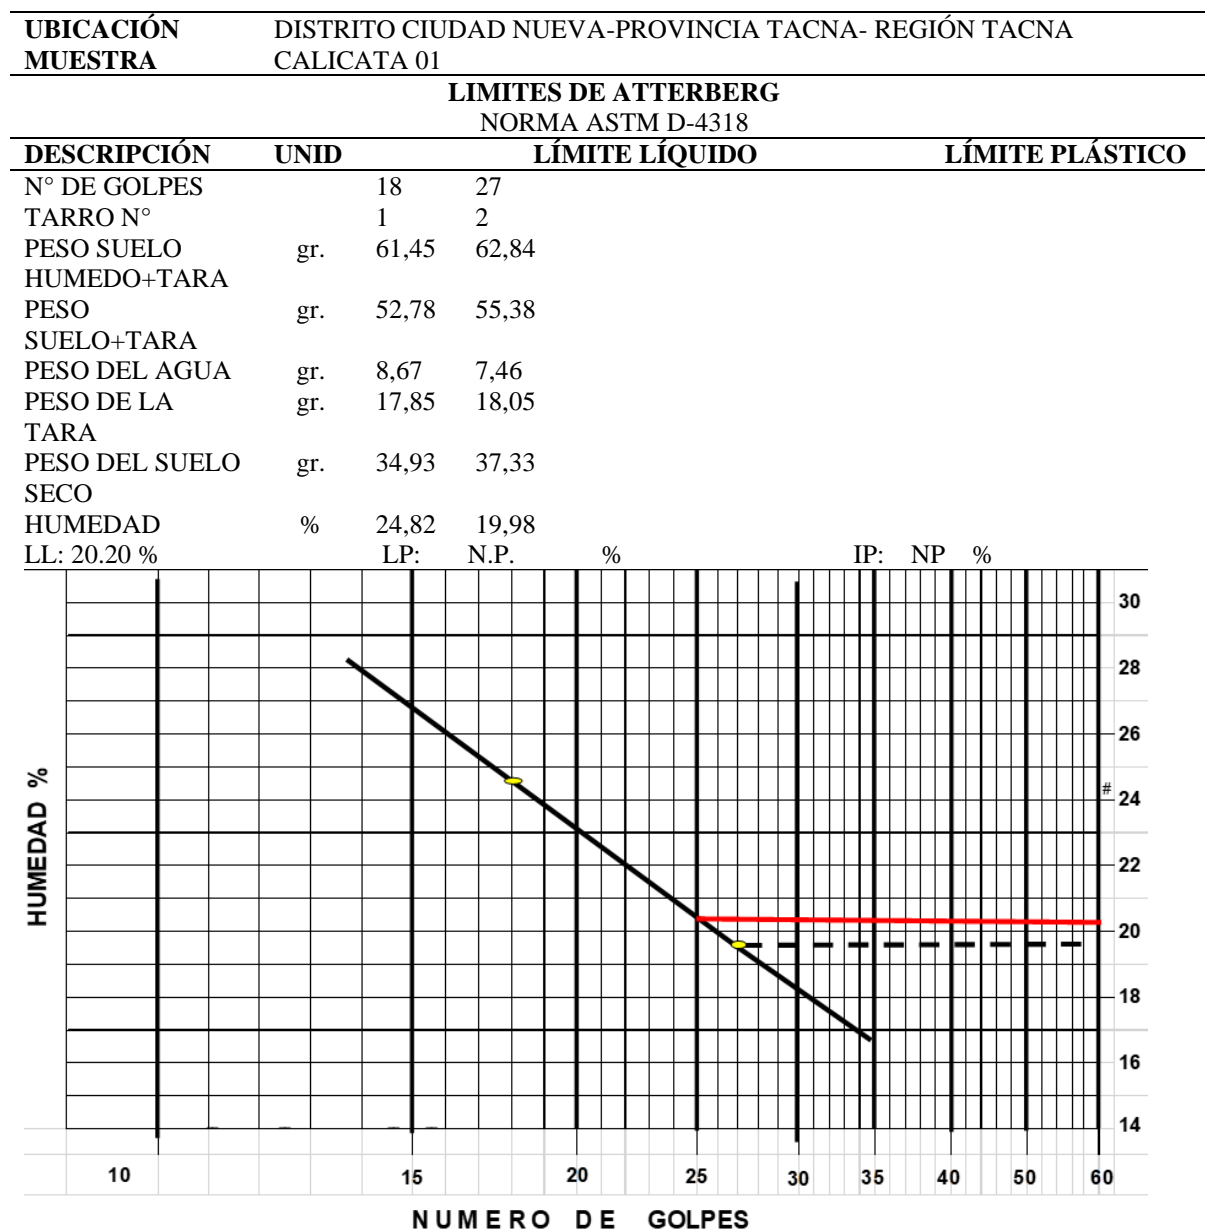 UBICACIÓN DISTRITO CIUDAD NUEVA-PROVINCIA TACNA- REGIÓN TACNA
MUESTRA CALICATA 01
LIMITES DE ATTERBERG
NORMA ASTM D-4318
DESCRIPCIÓN UNID LÍMITE LÍQUIDO LÍMITE PLÁSTICO
N° DE GOLPES 18 27
TARRO N° 1 2
PESO SUELO gr. 61,45 62,84
HUMEDO+TARA
PESO gr. 52,78 55,38
SUELO+TARA
PESO DEL AGUA gr. 8,67 7,46
PESO DE LA gr. 17,85 18,05
TARA
PESO DEL SUELO gr. 34,93 37,33
SECO
HUMEDAD % 24,82 19,98
LL: 20.20 % LP: N.P. % IP: NP %
30
28
26
# 24
22
20
18
16
14
HUMEDAD %
10 15 20 25 30 35 40 50 60
NUMERO DE GOLPES